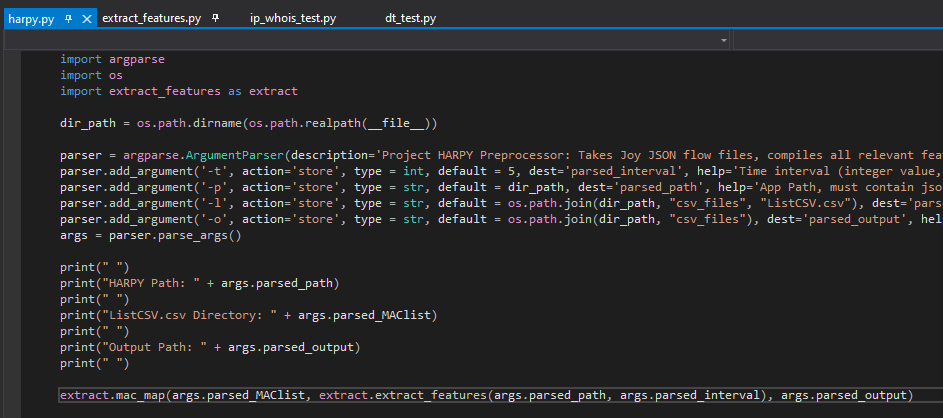 harpy.py extract_features.py ip_whois_test.py dt_test.py
import argparse
import os
import extract_features as extract
dir_path = os.path.dirname(os.path.realpath(__file__))
parser = argparse.ArgumentParser(description='Project HARPY Preprocessor: Takes Joy JSON flow files, compiles all relevant fea
parser.add_argument('-t', action='store', type = int, default = 5, dest='parsed_interval', help='Time interval (integer value,
parser.add_argument('-p', action='store', type = str, default = dir_path, dest='parsed_path', help='App Path, must contain jso
parser.add_argument('-l', action='store', type = str, default = os.path.join(dir_path, "csv_files", "ListCSV.csv"), dest='pars
parser.add_argument('-o', action='store', type = str, default = os.path.join(dir_path, "csv_files"), dest='parsed_output', hel
args = parser.parse_args()
print(" ")
print("HARPY Path: " + args.parsed_path)
print(" ")
print("ListCSV.csv Directory: " + args.parsed_MAClist)
print(" ")
print("Output Path: " + args.parsed_output)
print(" ")
extract.mac_map(args.parsed_MAClist, extract.extract_features(args.parsed_path, args.parsed_interval), args.parsed_output)